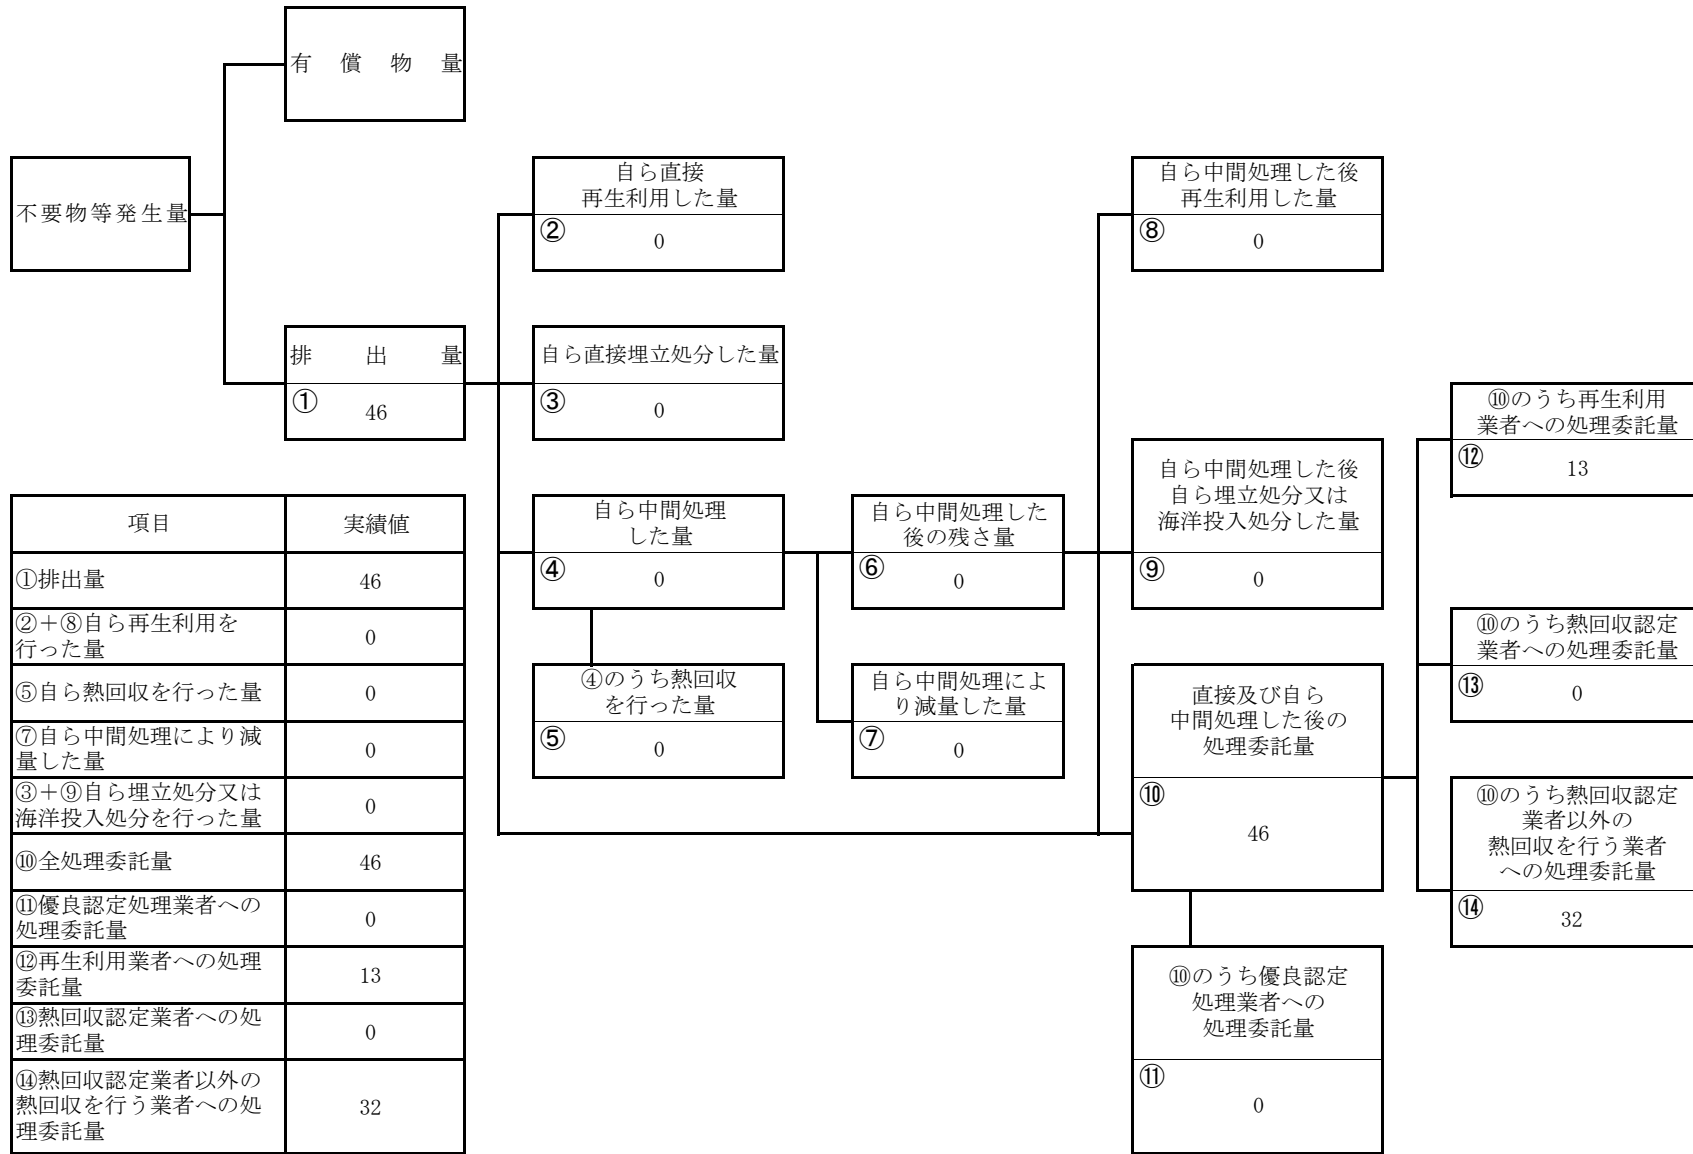 有償物量
不要物等発生量
排出量
①
46
自ら直接
再生利用した量
②
0
自ら直接埋立処分した量
③
0
自ら中間処理
した量
④
0
④のうち熱回収
を行った量
⑤
0
自ら中間処理した
後の残さ量
⑥
0
自ら中間処理によ
り減量した量
⑦
0
自ら中間処理した後
再生利用した量
⑧
0
自ら中間処理した後
自ら埋立処分又は
海洋投入処分した量
⑨
0
直接及び自ら
中間処理した後の
処理委託量
⑩
46
⑩のうち優良認定
処理業者への
処理委託量
⑪
0
⑩のうち再生利用
業者への処理委託量
⑫
13
⑩のうち熱回収認定
業者への処理委託量
⑬
0
⑩のうち熱回収認定
業者以外の
熱回収を行う業者
への処理委託量
⑭
32
項目 実績値
①排出量 46
②＋⑧自ら再生利用を
行った量 0
⑤自ら熱回収を行った量 0
⑦自ら中間処理により減
量した量 0
③＋⑨自ら埋立処分又は
海洋投入処分を行った量 0
⑩全処理委託量 46
⑪優良認定処理業者への
処理委託量 0
⑫再生利用業者への処理
委託量 13
⑬熱回収認定業者への処
理委託量 0
⑭熱回収認定業者以外の
熱回収を行う業者への処
理委託量 32